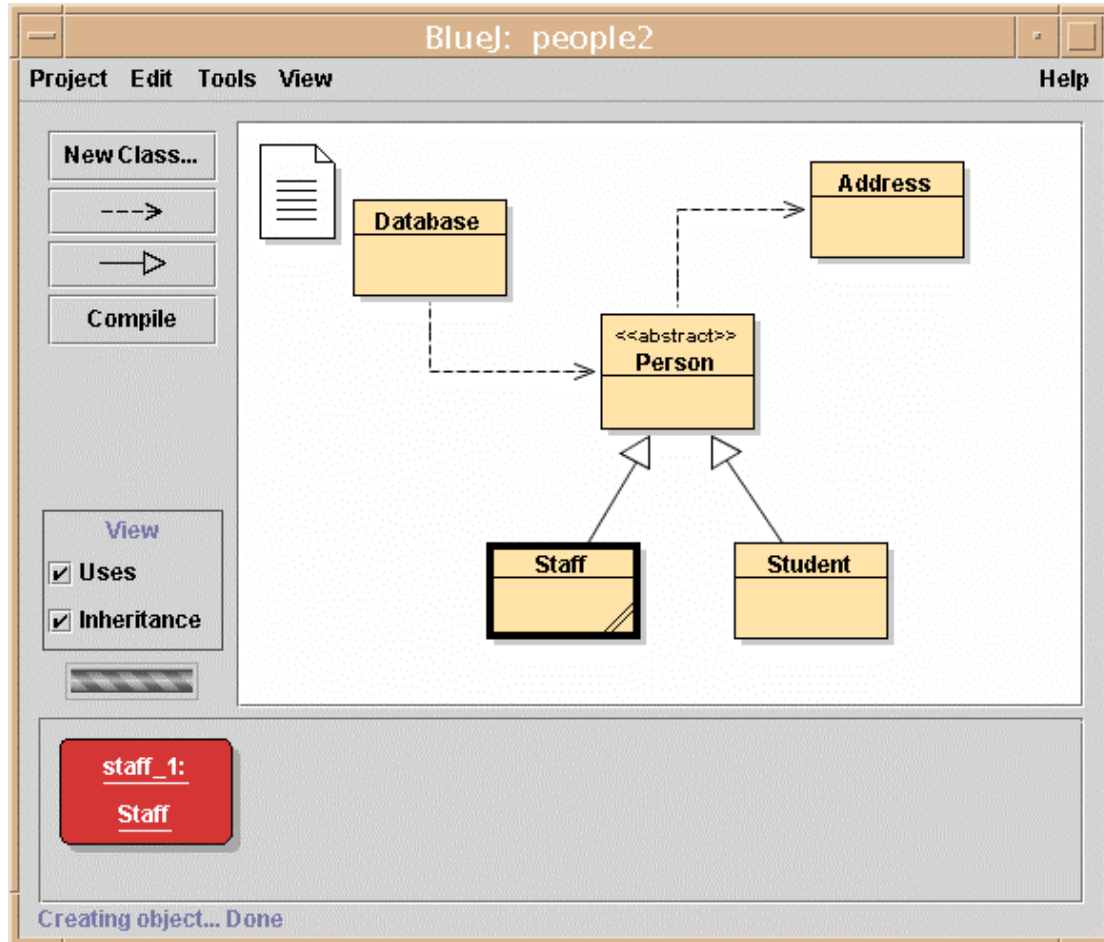 BlueJ: people2
Project Edit Tools View Help
New Class...
Compile
View
Uses
Inheritance
Database
Address
<<abstract>>
Person
Staff
Student
staff_1:
Staff
Creating object... Done